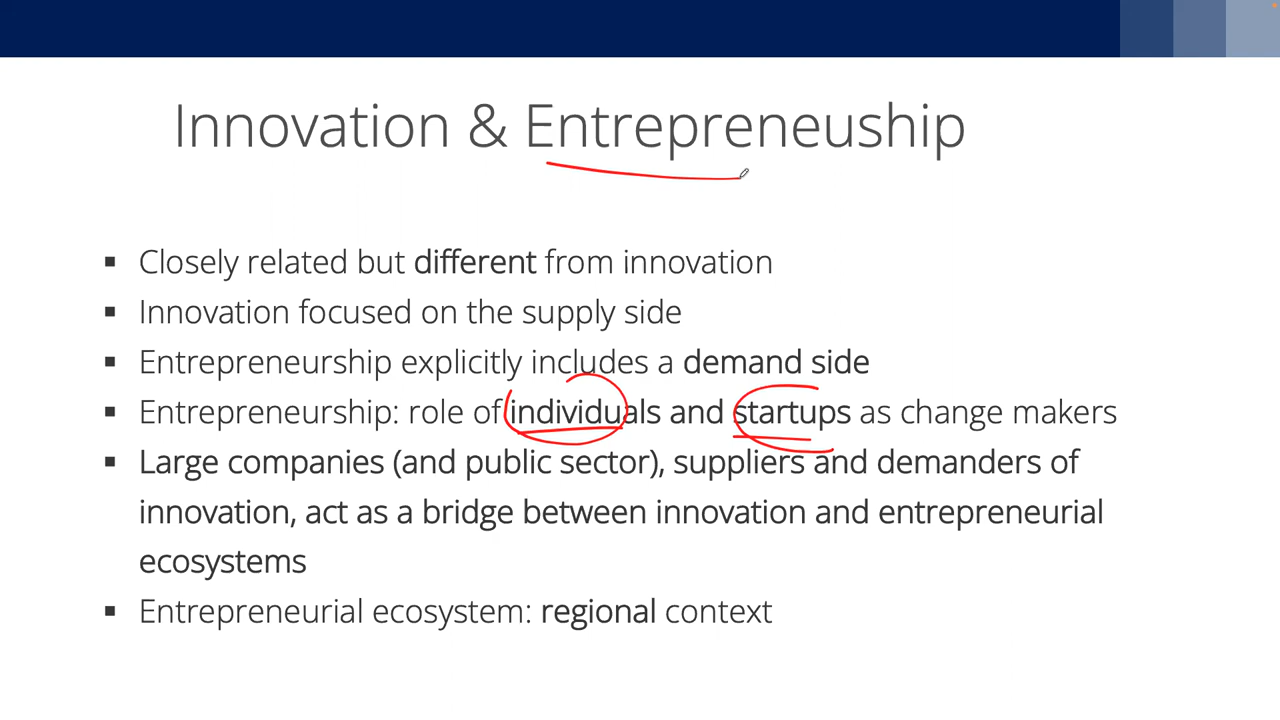 Innovation & Entrepreneuship
▪ Closely related but different from innovation
▪ Innovation focused on the supply side
▪ Entrepreneurship explicitly includes a demand side
▪ Entrepreneurship: role of individuals and startups as change makers
▪ Large companies (and public sector), suppliers and demanders of
innovation, act as a bridge between innovation and entrepreneurial
ecosystems
▪ Entrepreneurial ecosystem: regional context